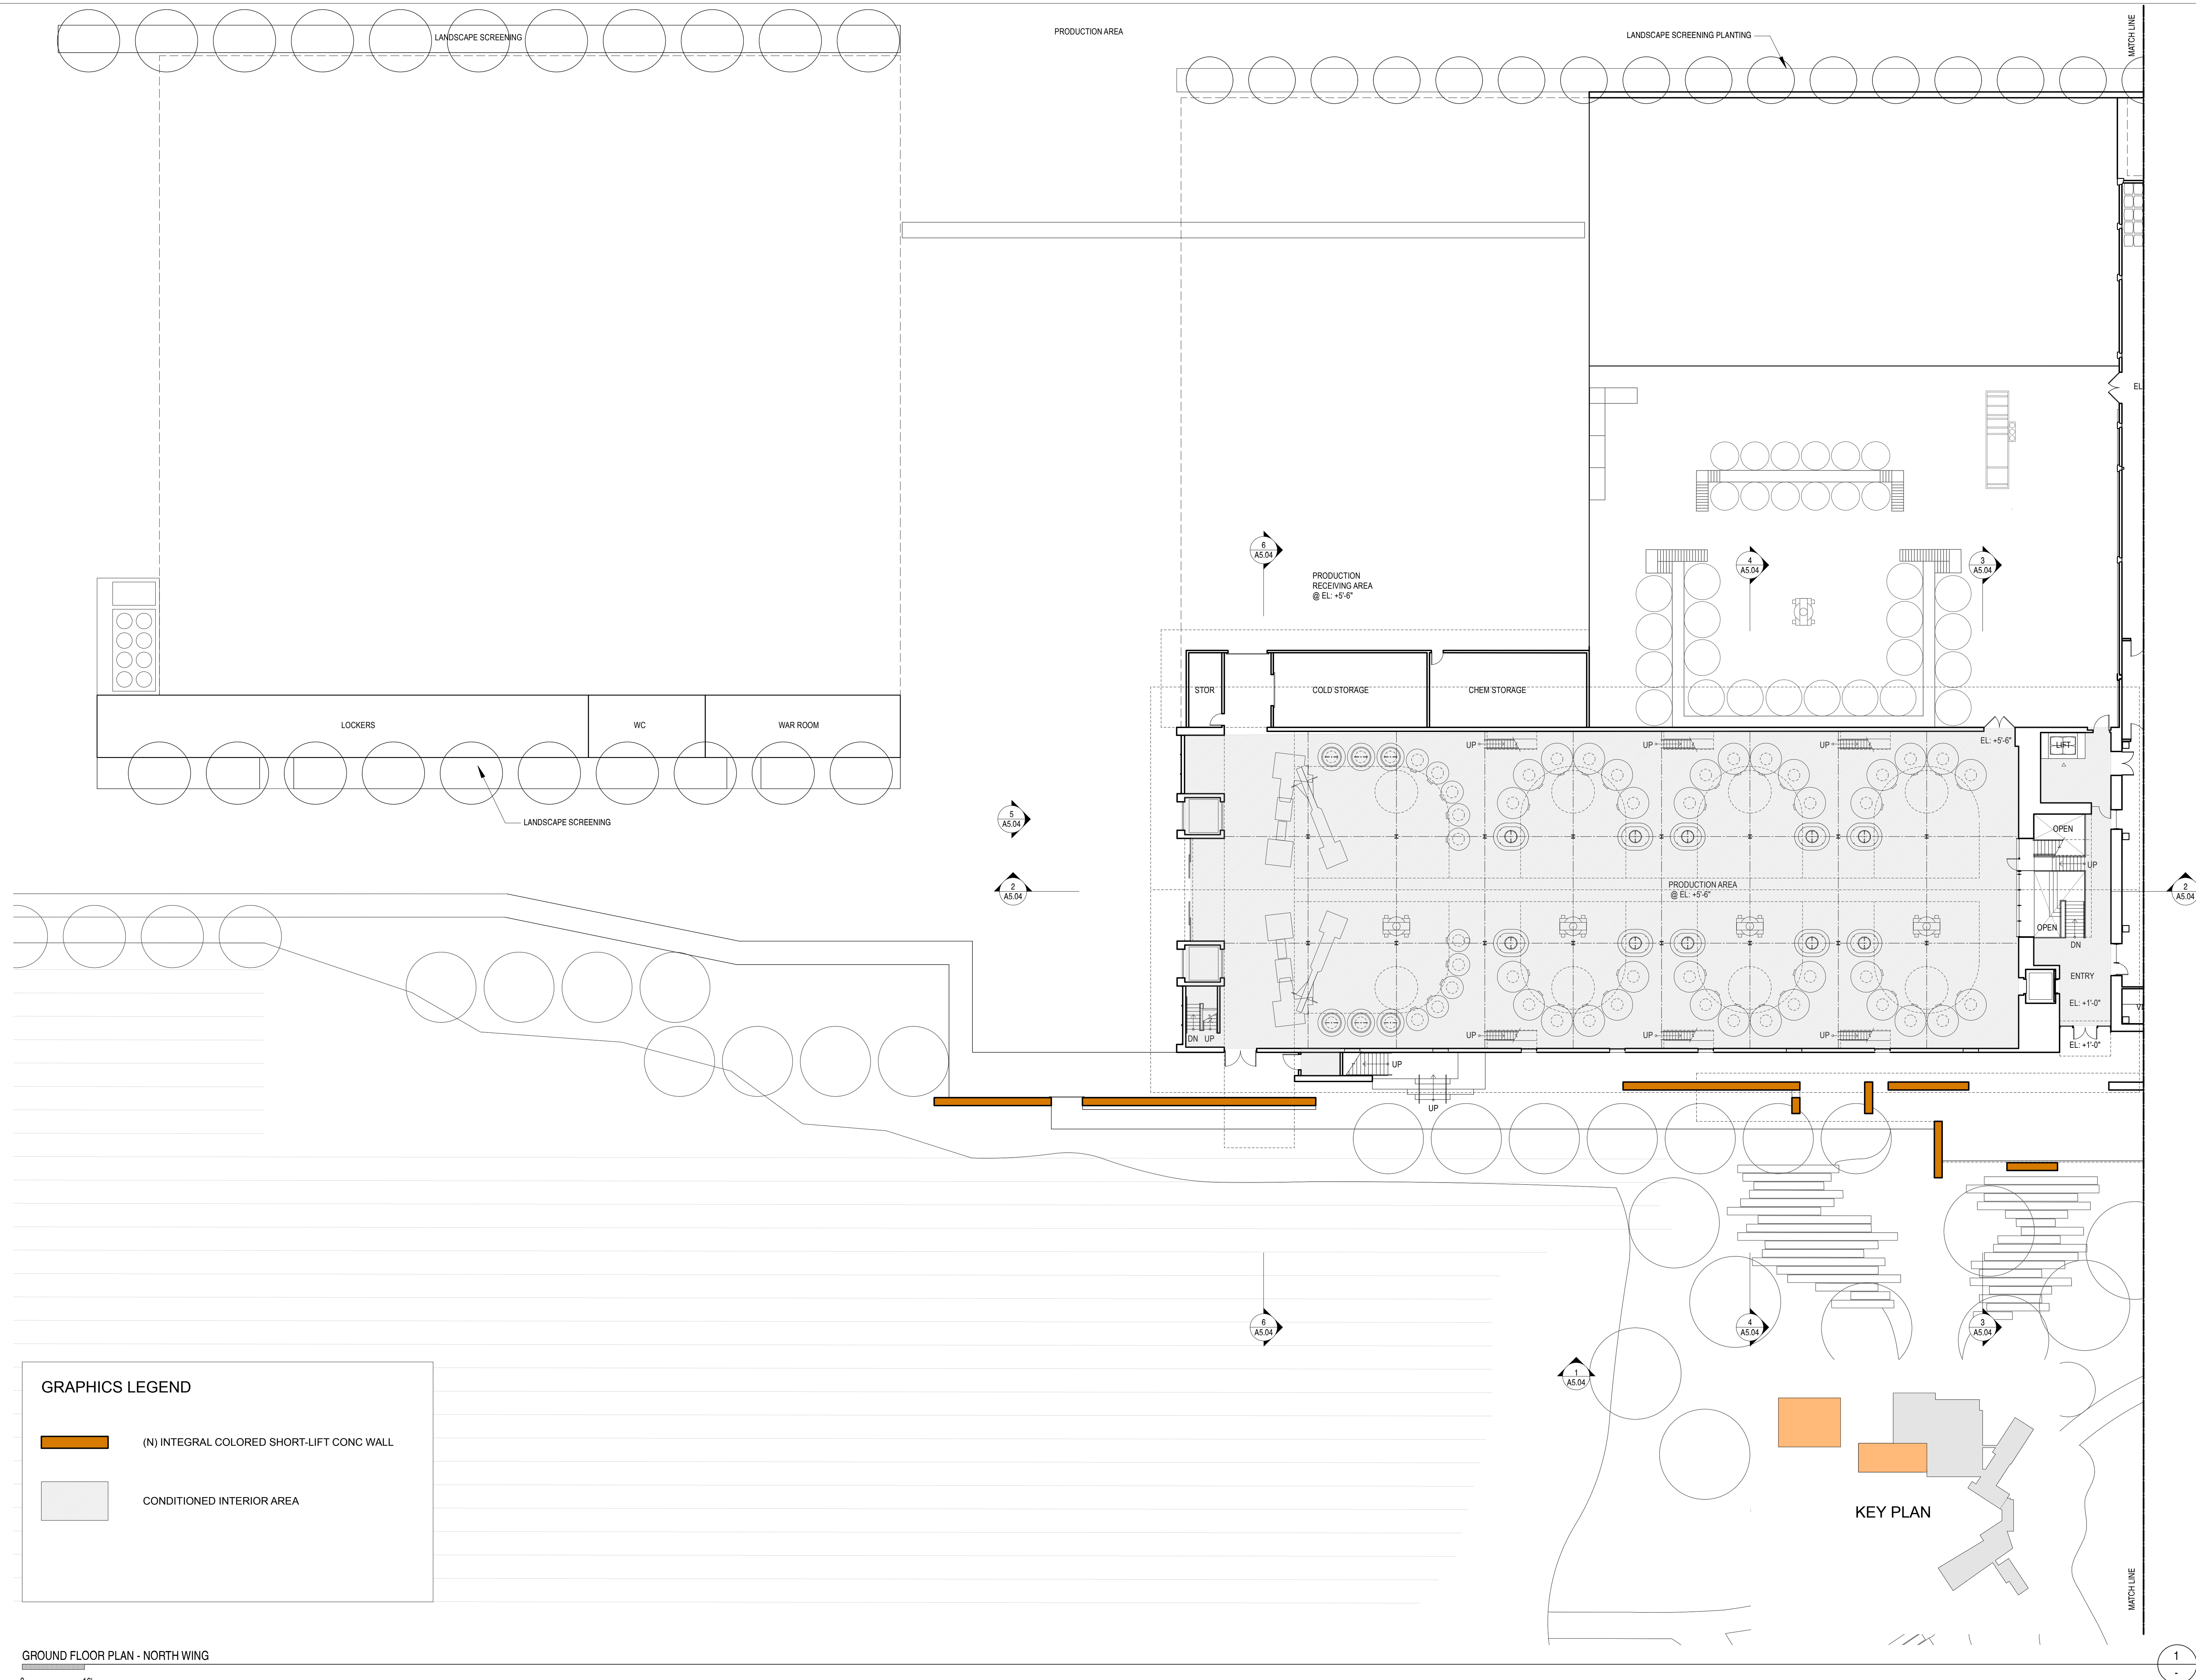 PRODUCTION AREA
LANDSCAPE SCREENING PLANTING
MATCH LINE
LANDSCAPE SCREENING
EL
6
A5.04
4
A5.04
3
A5.04
PRODUCTION
RECEIVING AREA
@ EL: +5'-6"
STOR
COLD STORAGE
CHEM STORAGE
LOCKERS
WC
WAR ROOM
UP
UP
UP
EL: +5'-6"
LIFT
LANDSCAPE SCREENING
5
A5.04
OPEN
UP
2
A5.04
PRODUCTION AREA
@ EL: +5'-6"
2
A5.04
OPEN
DN
ENTRY
EL: +1'-0"
DN UP
UP
UP
UP
EL: +1'-0"
UP
UP
6
A5.04
4
A5.04
3
A5.04
1
A5.04
GRAPHICS LEGEND
(N) INTEGRAL COLORED SHORT-LIFT CONC WALL
CONDITIONED INTERIOR AREA
KEY PLAN
MATCH LINE
GROUND FLOOR PLAN - NORTH WING
1
-